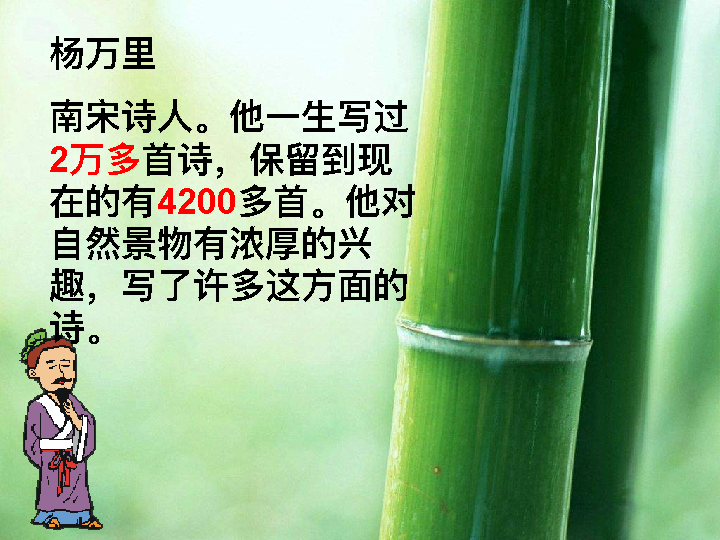 杨万里
南宋诗人。他一生写过
2万多首诗，保留到现
在的有4200多首。他对
自然景物有浓厚的兴
趣，写了许多这方面的
诗。